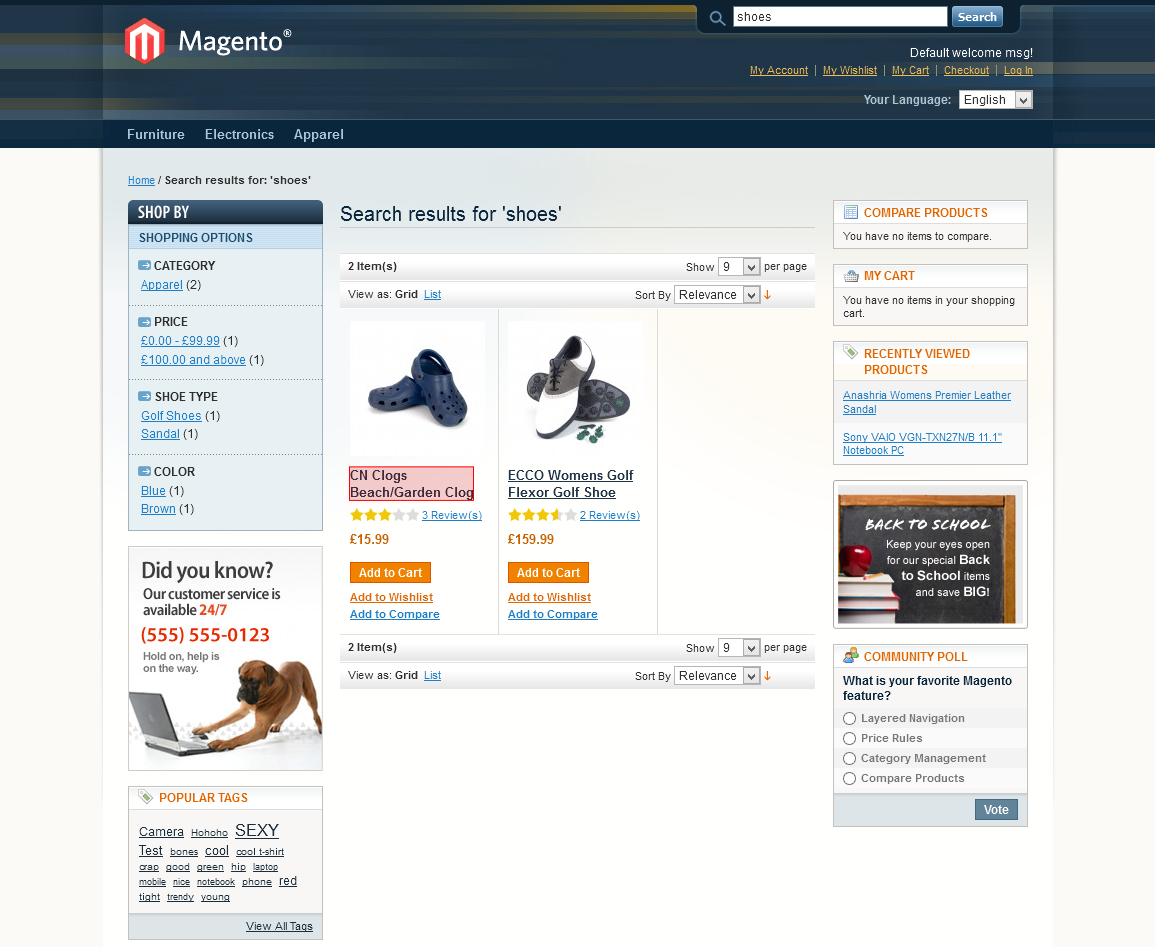 shoes
Search
Magento®
Default welcome msg!
My Account | My Wishlist | My Cart | Checkout | Log In
Your Language: English
Furniture Electronics Apparel
Home / Search results for: 'shoes'
SHOP BY
SHOPPING OPTIONS
CATEGORY
Apparel (2)
PRICE
£0.00 - £99.99 (1)
£100.00 and above (1)
SHOE TYPE
Golf Shoes (1)
Sandal (1)
COLOR
Blue (1)
Brown (1)
Did you know?
Our customer service is
available 24/7
(555) 555-0123
Hold on, help is
on the way.
POPULAR TAGS
Camera Hohoho SEXY
Test bones cool cool t-shirt
crap good green hip laptop
mobile nice notebook phone red
tight trendy young
View All Tags
Search results for 'shoes'
2 Item(s)
Show 9 per page
View as: Grid List
Sort By Relevance
CN Clogs
Beach/Garden Clog
3 Review(s)
£15.99
Add to Cart
Add to Wishlist
Add to Compare
ECCO Womens Golf
Flexor Golf Shoe
2 Review(s)
£159.99
Add to Cart
Add to Wishlist
Add to Compare
2 Item(s)
Show 9 per page
View as: Grid List
Sort By Relevance
COMPARE PRODUCTS
You have no items to compare.
MY CART
You have no items in your shopping
cart.
RECENTLY VIEWED
PRODUCTS
Anashria Womens Premier Leather
Sandal
Sony VAIO VGN-TXN27N/B 11.1"
Notebook PC
BACK TO SCHOOL
Keep your eyes open
for our special Back
to School items
and save BIG!
COMMUNITY POLL
What is your favorite Magento
feature?
Layered Navigation
Price Rules
Category Management
Compare Products
Vote